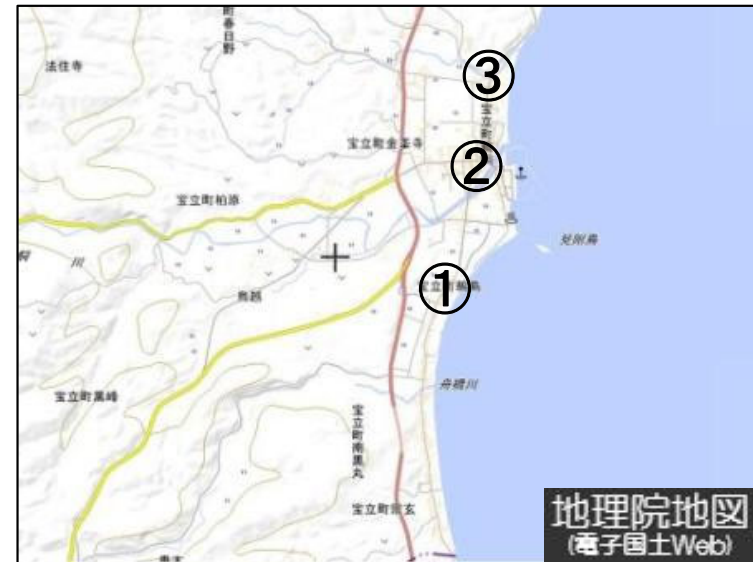 町春日野
法住寺
③
宝立町
宝立町金峯寺
②
宝立町柏原
見附島
川
鳥越
①
宝立町鵜島
舟橋川
宝立町黒峰
宝立町南黒丸
宝立町宗玄
地理院地図
(電子国土Web)